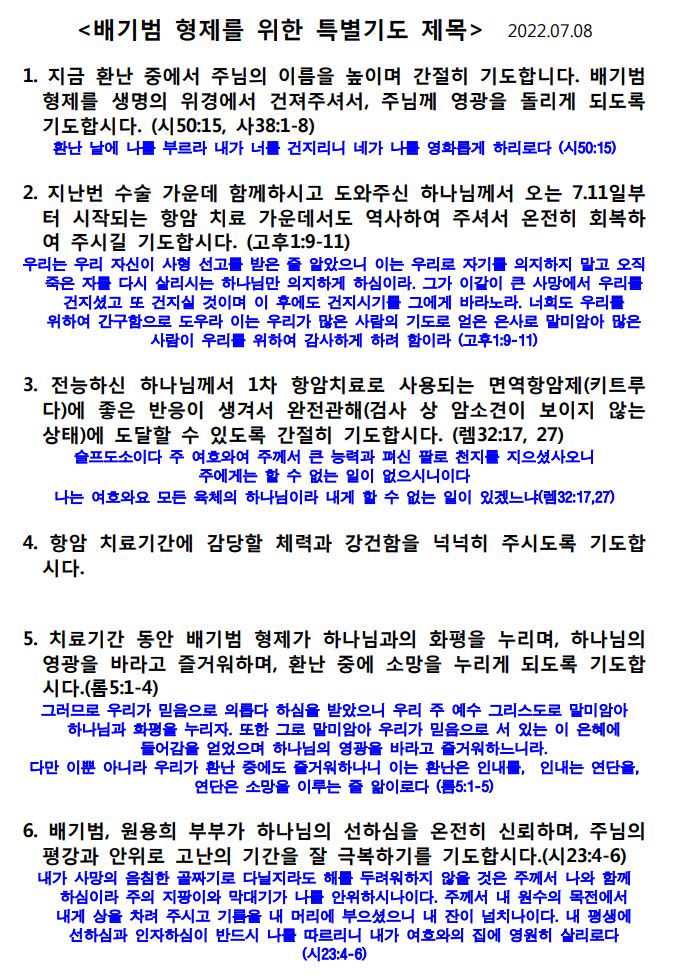 <배기범 형제를 위한 특별기도 제목> 2022.07.08
1. 지금 환난 중에서 주님의 이름을 높이며 간절히 기도합니다. 배기범
형제를 생명의 위경에서 건져주셔서, 주님께 영광을 돌리게 되도록
기도합시다. (시50:15, 사38:1-8)
환난 날에 나를 부르라 내가 너를 건지리니 네가 나를 영화롭게 하리로다 (시50:15)
2. 지난번 수술 가운데 함께하시고 도와주신 하나님께서 오는 7.11일부
터 시작되는 항암 치료 가운데서도 역사하여 주셔서 온전히 회복하
여 주시길 기도합시다. (고후1:9-11)
우리는 우리 자신이 사형 선고를 받은 줄 알았으니 이는 우리로 자기를 의지하지 말고 오직
죽은 자를 다시 살리시는 하나님만 의지하게 하심이라. 그가 이같이 큰 사망에서 우리를
건지셨고 또 건지실 것이며 이 후에도 건지시기를 그에게 바라노라. 너희도 우리를
위하여 간구함으로 도우라 이는 우리가 많은 사람의 기도로 얻은 은사로 말미암아 많은
사람이 우리를 위하여 감사하게 하려 함이라 (고후1:9-11)
3. 전능하신 하나님께서 1차 항암치료로 사용되는 면역항암제(키트루
다)에 좋은 반응이 생겨서 완전관해(검사 상 암소견이 보이지 않는
상태)에 도달할 수 있도록 간절히 기도합시다. (렘32:17, 27)
슬프도소이다 주 여호와여 주께서 큰 능력과 펴신 팔로 천지를 지으셨사오니
주에게는 할 수 없는 일이 없으시니이다
나는 여호와요 모든 육체의 하나님이라 내게 할 수 없는 일이 있겠느냐(렘32:17,27)
4. 항암 치료기간에 감당할 체력과 강건함을 넉넉히 주시도록 기도합
시다.
5. 치료기간 동안 배기범 형제가 하나님과의 화평을 누리며, 하나님의
영광을 바라고 즐거워하며, 환난 중에 소망을 누리게 되도록 기도합
시다.(롬5:1-4)
그러므로 우리가 믿음으로 의롭다 하심을 받았으니 우리 주 예수 그리스도로 말미암아
하나님과 화평을 누리자. 또한 그로 말미암아 우리가 믿음으로 서 있는 이 은혜에
들어감을 얻었으며 하나님의 영광을 바라고 즐거워하느니라.
다만 이뿐 아니라 우리가 환난 중에도 즐거워하나니 이는 환난은 인내를, 인내는 연단을,
연단은 소망을 이루는 줄 앎이로다 (롬5:1-5)
6. 배기범, 원용희 부부가 하나님의 선하심을 온전히 신뢰하며, 주님의
평강과 안위로 고난의 기간을 잘 극복하기를 기도합시다.(시23:4-6)
내가 사망의 음침한 골짜기로 다닐지라도 해를 두려워하지 않을 것은 주께서 나와 함께
하심이라 주의 지팡이와 막대기가 나를 안위하시나이다. 주께서 내 원수의 목전에서
내게 상을 차려 주시고 기름을 내 머리에 부으셨으니 내 잔이 넘치나이다. 내 평생에
선하심과 인자하심이 반드시 나를 따르리니 내가 여호와의 집에 영원히 살리로다
(시23:4-6)